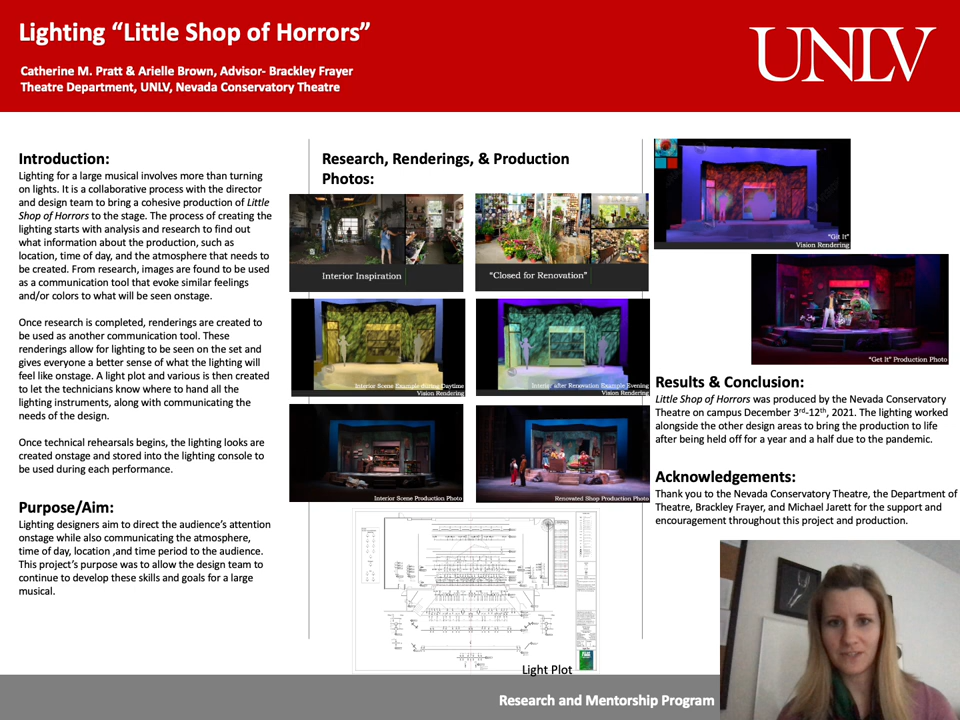 Lighting “Little Shop of Horrors”
Catherine M. Pratt & Arielle Brown, Advisor- Brackley Frayer
Theatre Department, UNLV, Nevada Conservatory Theatre
UNLV
Introduction:
Lighting for a large musical involves more than turning
on lights. It is a collaborative process with the director
and design team to bring a cohesive production of Little
Shop of Horrors to the stage. The process of creating the
lighting starts with analysis and research to find out
what information about the production, such as
location, time of day, and the atmosphere that needs to
be created. From research, images are found to be used
as a communication tool that evoke similar feelings
and/or colors to what will be seen onstage.
Once research is completed, renderings are created to
be used as another communication tool. These
renderings allow for lighting to be seen on the set and
gives everyone a better sense of what the lighting will
feel like onstage. A light plot and various is then created
to let the technicians know where to hand all the
lighting instruments, along with communicating the
needs of the design.
Once technical rehearsals begins, the lighting looks are
created onstage and stored into the lighting console to
be used during each performance.
Purpose/Aim:
Lighting designers aim to direct the audience’s attention
onstage while also communicating the atmosphere,
time of day, location ,and time period to the audience.
This project’s purpose was to allow the design team to
continue to develop these skills and goals for a large
musical.
Research, Renderings, & Production
Photos:
Interior Inspiration
“Closed for Renovation”
Interior Scene Example during Daytime
Vision Rendering
Interior after Renovation Example Evening
Vision Rendering
Interior Scene Production Photo
Renovated Shop Production Photo
Light Plot
“Git It”
Vision Rendering
“Get It” Production Photo
Results & Conclusion:
Little Shop of Horrors was produced by the Nevada Conservatory
Theatre on campus December 3rd-12th, 2021. The lighting worked
alongside the other design areas to bring the production to life
after being held off for a year and a half due to the pandemic.
Acknowledgements:
Thank you to the Nevada Conservatory Theatre, the Department of
Theatre, Brackley Frayer, and Michael Jarett for the support and
encouragement throughout this project and production.
Research and Mentorship Program